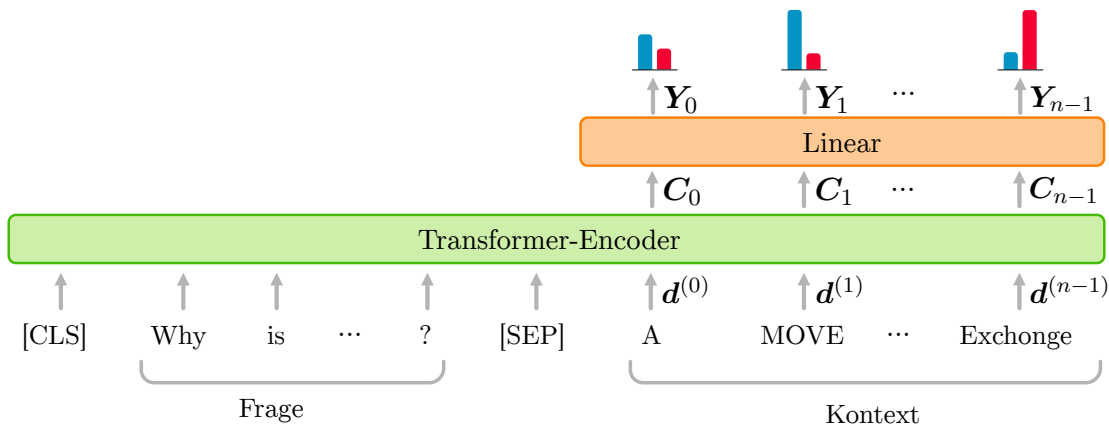 Y₀ Y₁ ... Yₙ₋₁
Linear
C₀ C₁ ... Cₙ₋₁
Transformer-Encoder
d⁽⁰⁾ d⁽¹⁾ d⁽ⁿ⁻¹⁾
[CLS] Why is ... ? [SEP] A MOVE ... Exchonge
Frage Kontext